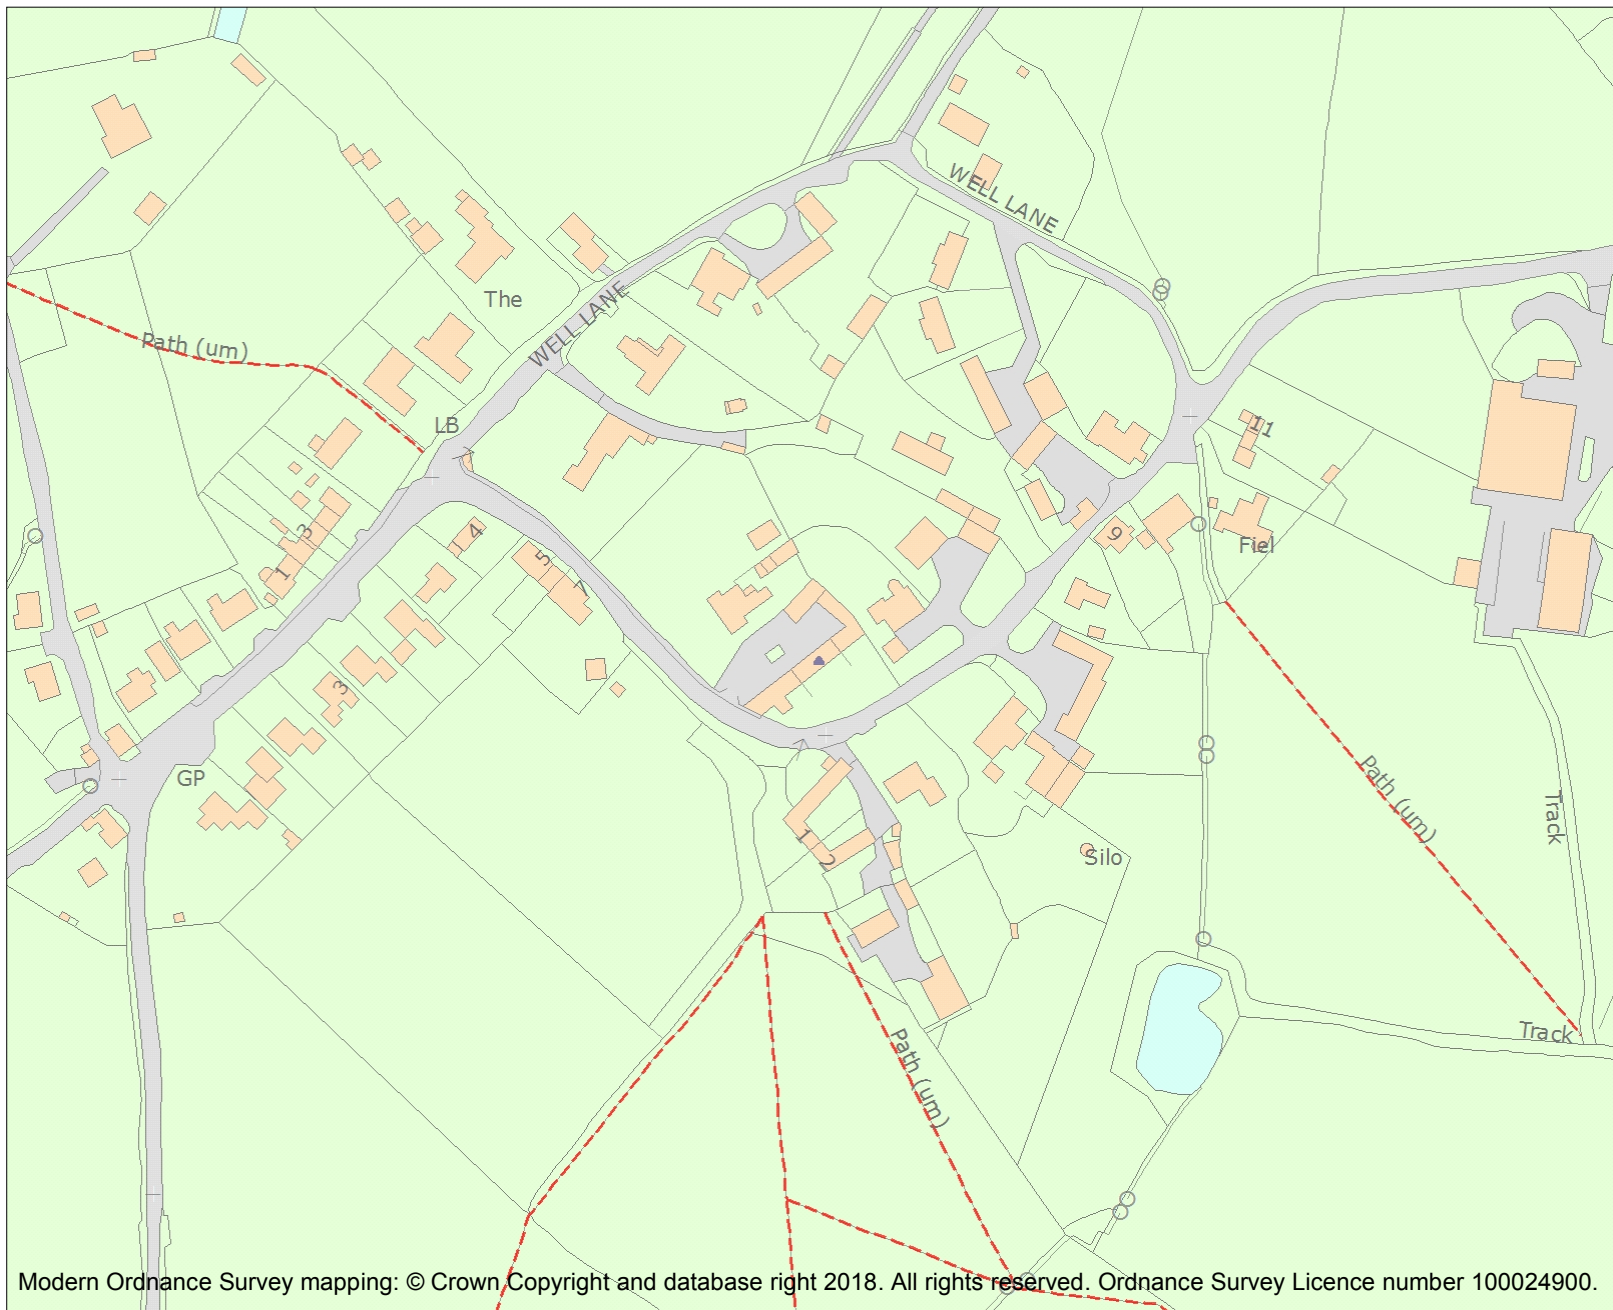 WELL LANE
The
WELL LANE
Path (um)
LB
11
3
4
9
5
Fiel
1
7
3
Path (um)
GP
Track
1
2
Silo
Track
Path (um)
Modern Ordnance Survey mapping: © Crown Copyright and database right 2018. All rights reserved. Ordnance Survey Licence number 100024900.